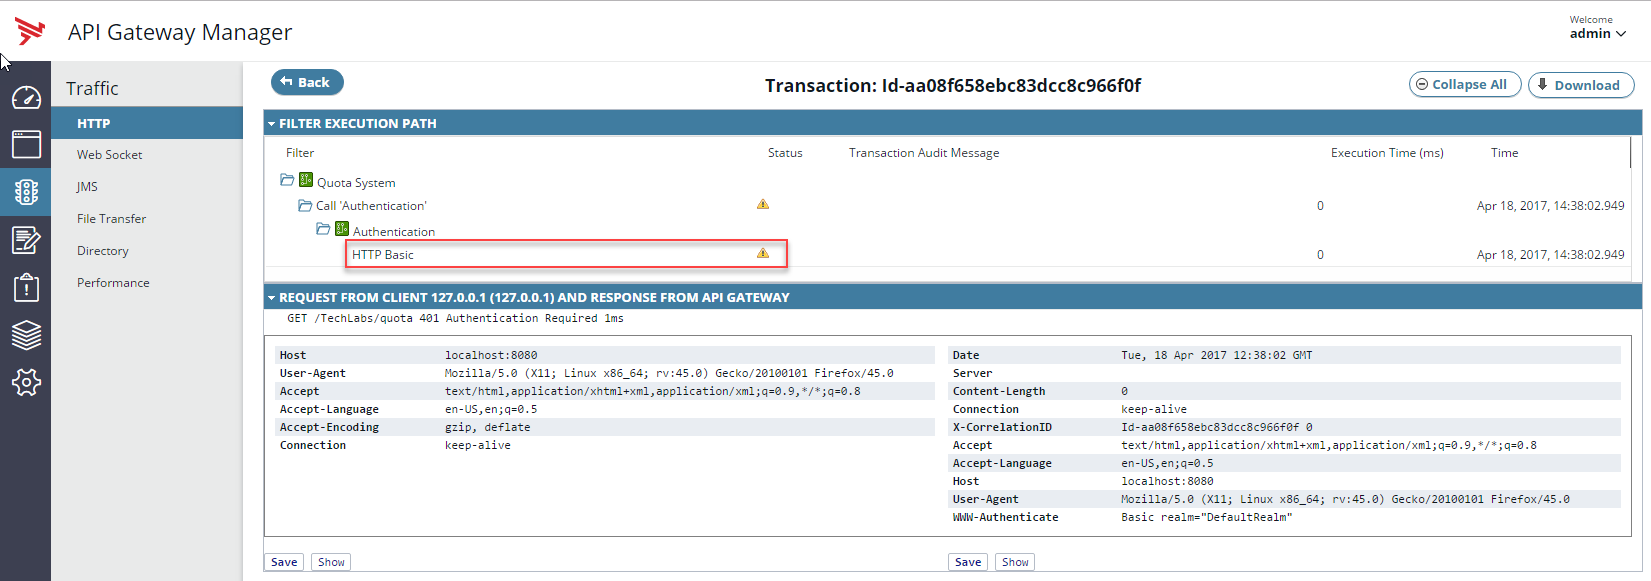 API Gateway Manager
Welcome
admin
Traffic
HTTP
Web Socket
JMS
File Transfer
Directory
Performance
Back
Transaction: Id-aa08f658ebc83dcc8c966f0f
Collapse All
Download
FILTER EXECUTION PATH
Filter Status Transaction Audit Message Execution Time (ms) Time
Quota System
Call 'Authentication' 0 Apr 18, 2017, 14:38:02.949
Authentication
HTTP Basic 0 Apr 18, 2017, 14:38:02.949
REQUEST FROM CLIENT 127.0.0.1 (127.0.0.1) AND RESPONSE FROM API GATEWAY
GET /TechLabs/quota 401 Authentication Required 1ms
Host localhost:8080
User-Agent Mozilla/5.0 (X11; Linux x86_64; rv:45.0) Gecko/20100101 Firefox/45.0
Accept text/html,application/xhtml+xml,application/xml;q=0.9,*/*;q=0.8
Accept-Language en-US,en;q=0.5
Accept-Encoding gzip, deflate
Connection keep-alive
Date Tue, 18 Apr 2017 12:38:02 GMT
Server
Content-Length 0
Connection keep-alive
X-CorrelationID Id-aa08f658ebc83dcc8c966f0f 0
Accept text/html,application/xhtml+xml,application/xml;q=0.9,*/*;q=0.8
Accept-Language en-US,en;q=0.5
Host localhost:8080
User-Agent Mozilla/5.0 (X11; Linux x86_64; rv:45.0) Gecko/20100101 Firefox/45.0
WWW-Authenticate Basic realm="DefaultRealm"
Save Show
Save Show